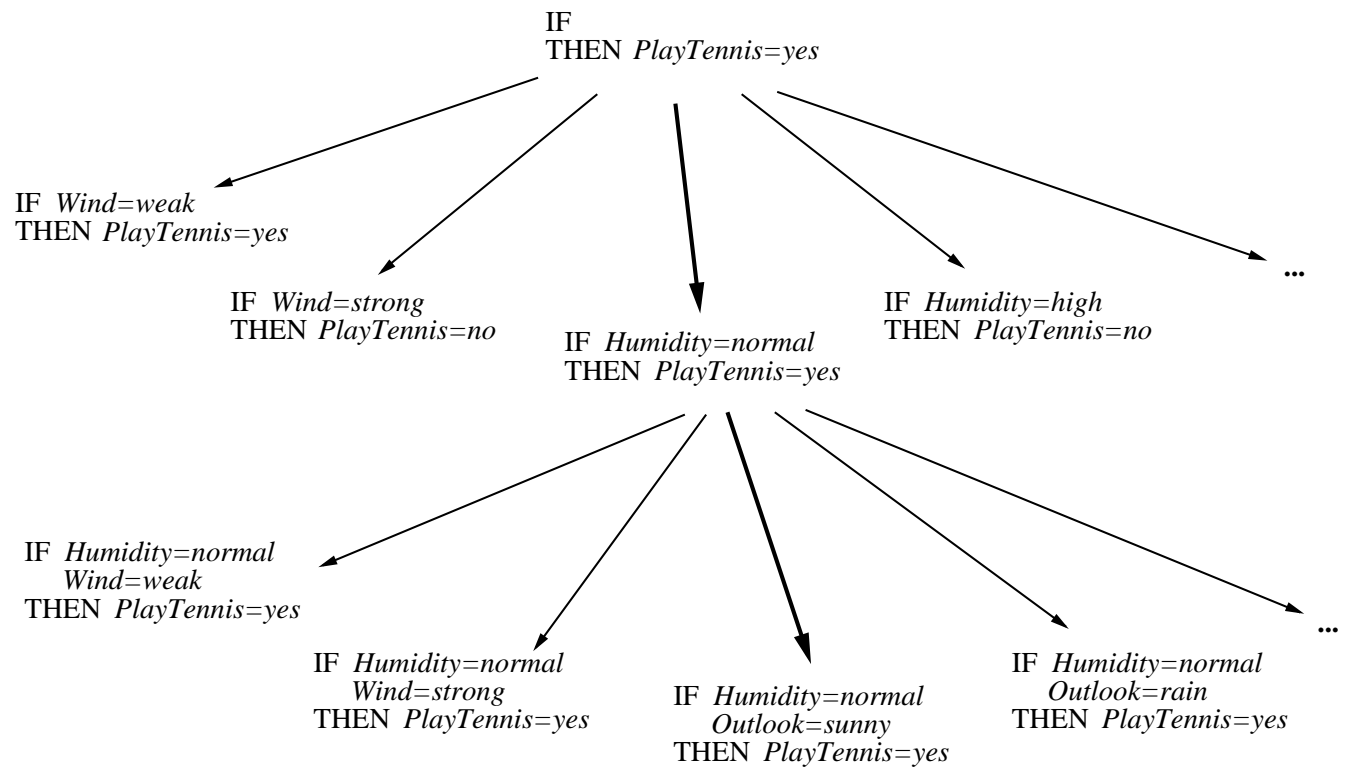 IF
THEN PlayTennis=yes
IF Wind=weak
THEN PlayTennis=yes
...
IF Wind=strong
THEN PlayTennis=no
IF Humidity=normal
THEN PlayTennis=yes
IF Humidity=high
THEN PlayTennis=no
IF Humidity=normal
Wind=weak
THEN PlayTennis=yes
...
IF Humidity=normal
Wind=strong
THEN PlayTennis=yes
IF Humidity=normal
Outlook=sunny
THEN PlayTennis=yes
IF Humidity=normal
Outlook=rain
THEN PlayTennis=yes